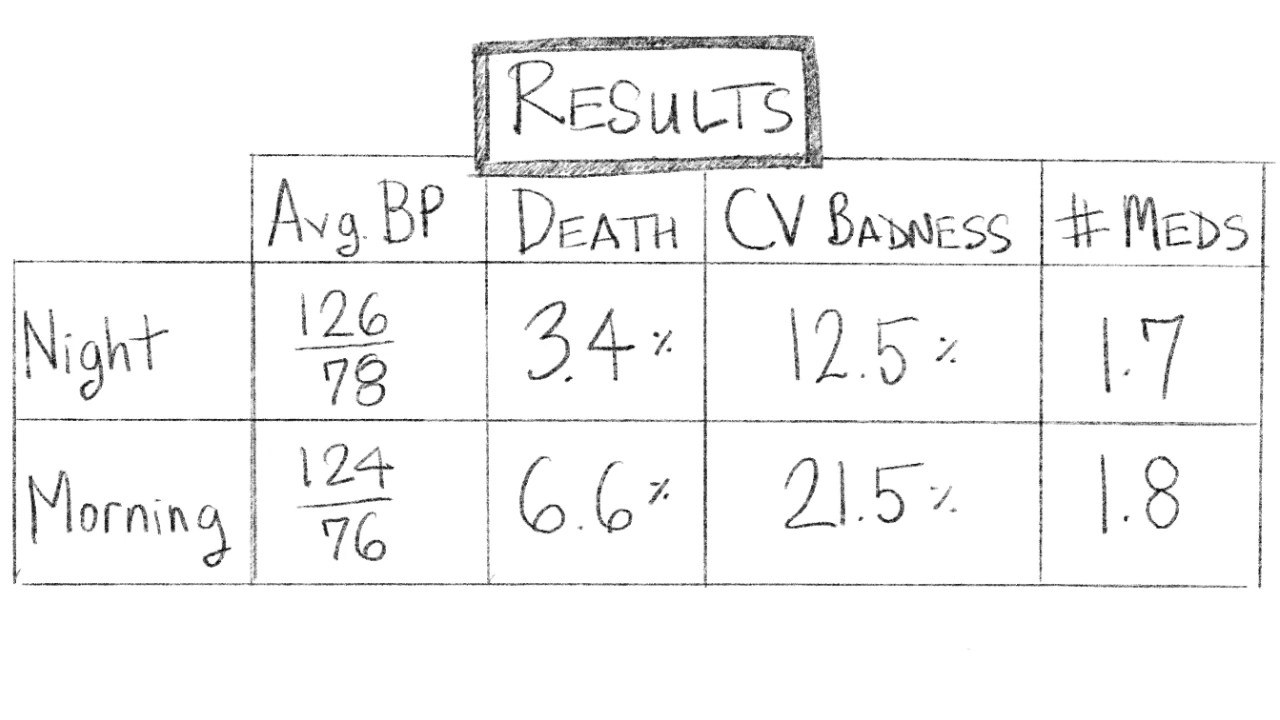 RESULTS
Avg. BP DEATH CV BADNESS # MEDS
Night 126/78 3.4% 12.5% 1.7
Morning 124/76 6.6% 21.5% 1.8